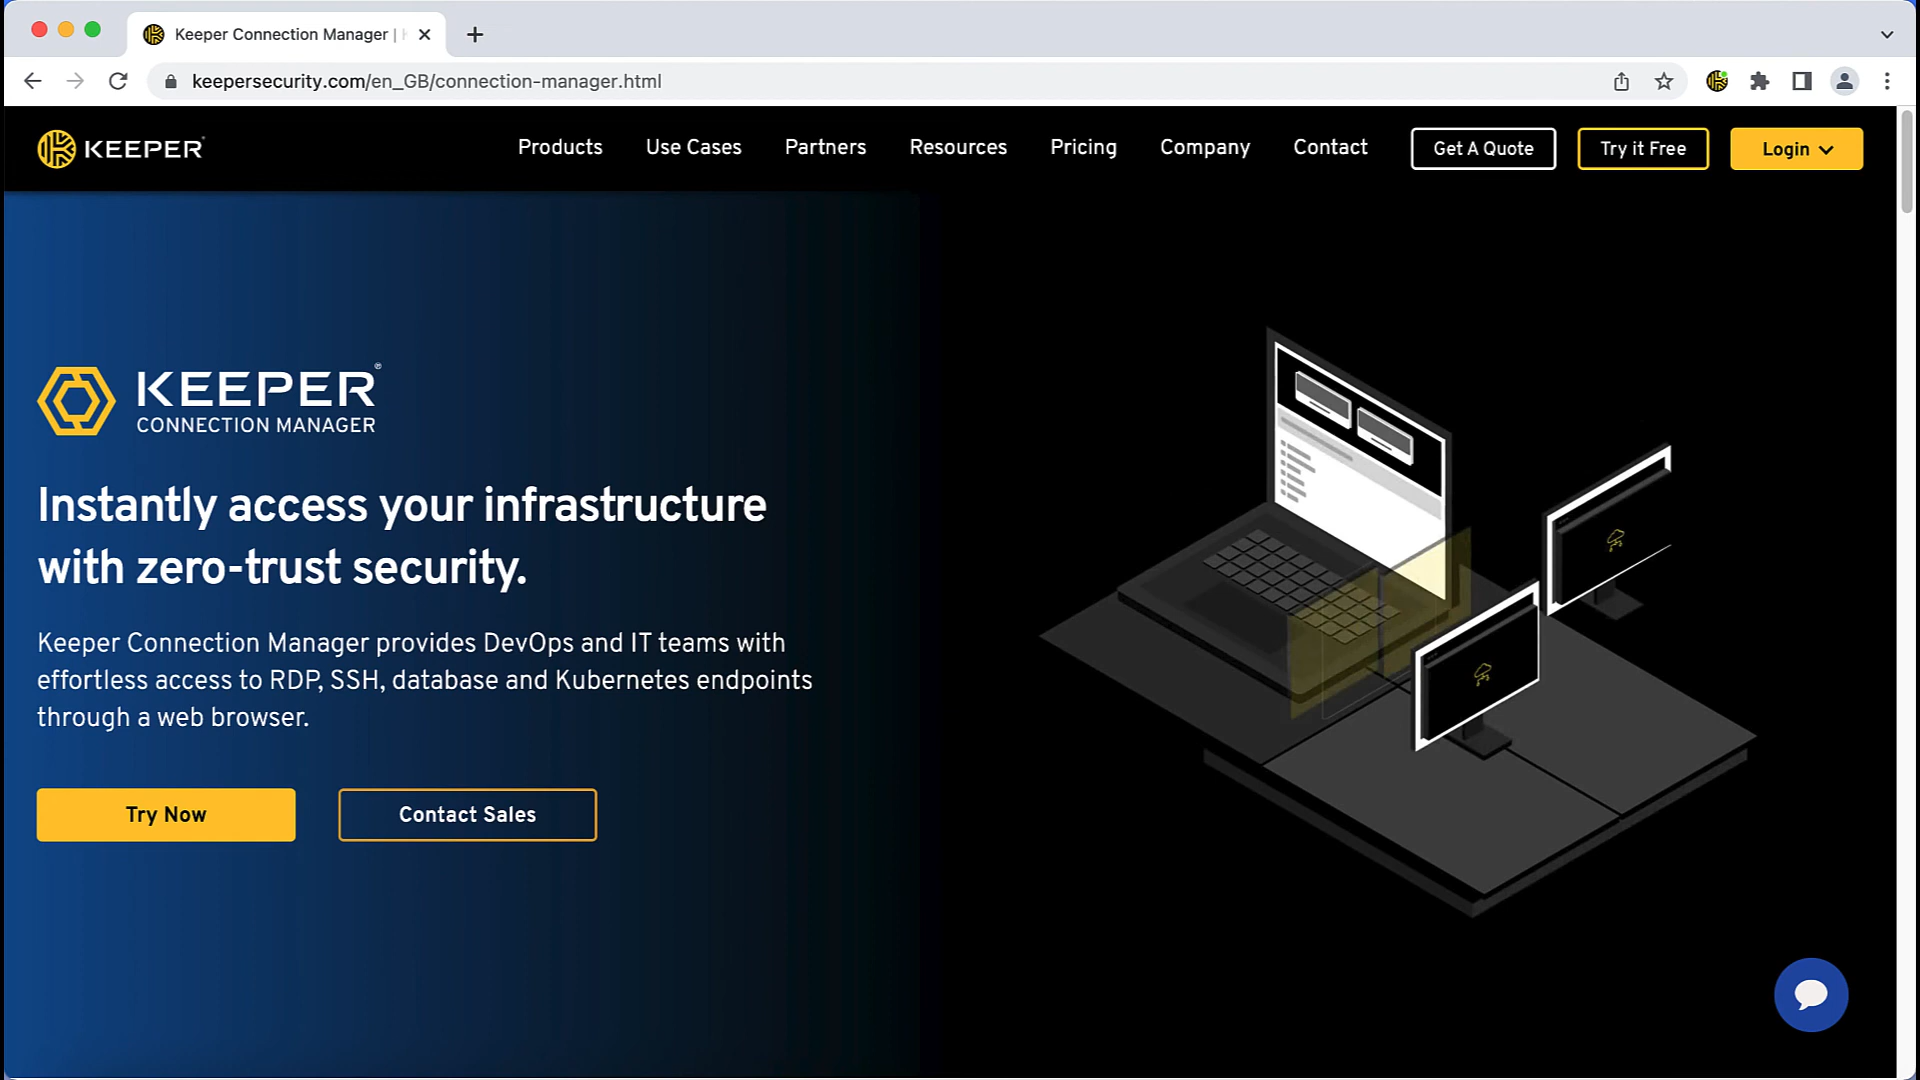 Keeper Connection Manager |
keepersecurity.com/en_GB/connection-manager.html
KEEPER
Products
Use Cases
Partners
Resources
Pricing
Company
Contact
Get A Quote
Try it Free
Login
KEEPER®
CONNECTION MANAGER
Instantly access your infrastructure
with zero-trust security.
Keeper Connection Manager provides DevOps and IT teams with
effortless access to RDP, SSH, database and Kubernetes endpoints
through a web browser.
Try Now
Contact Sales